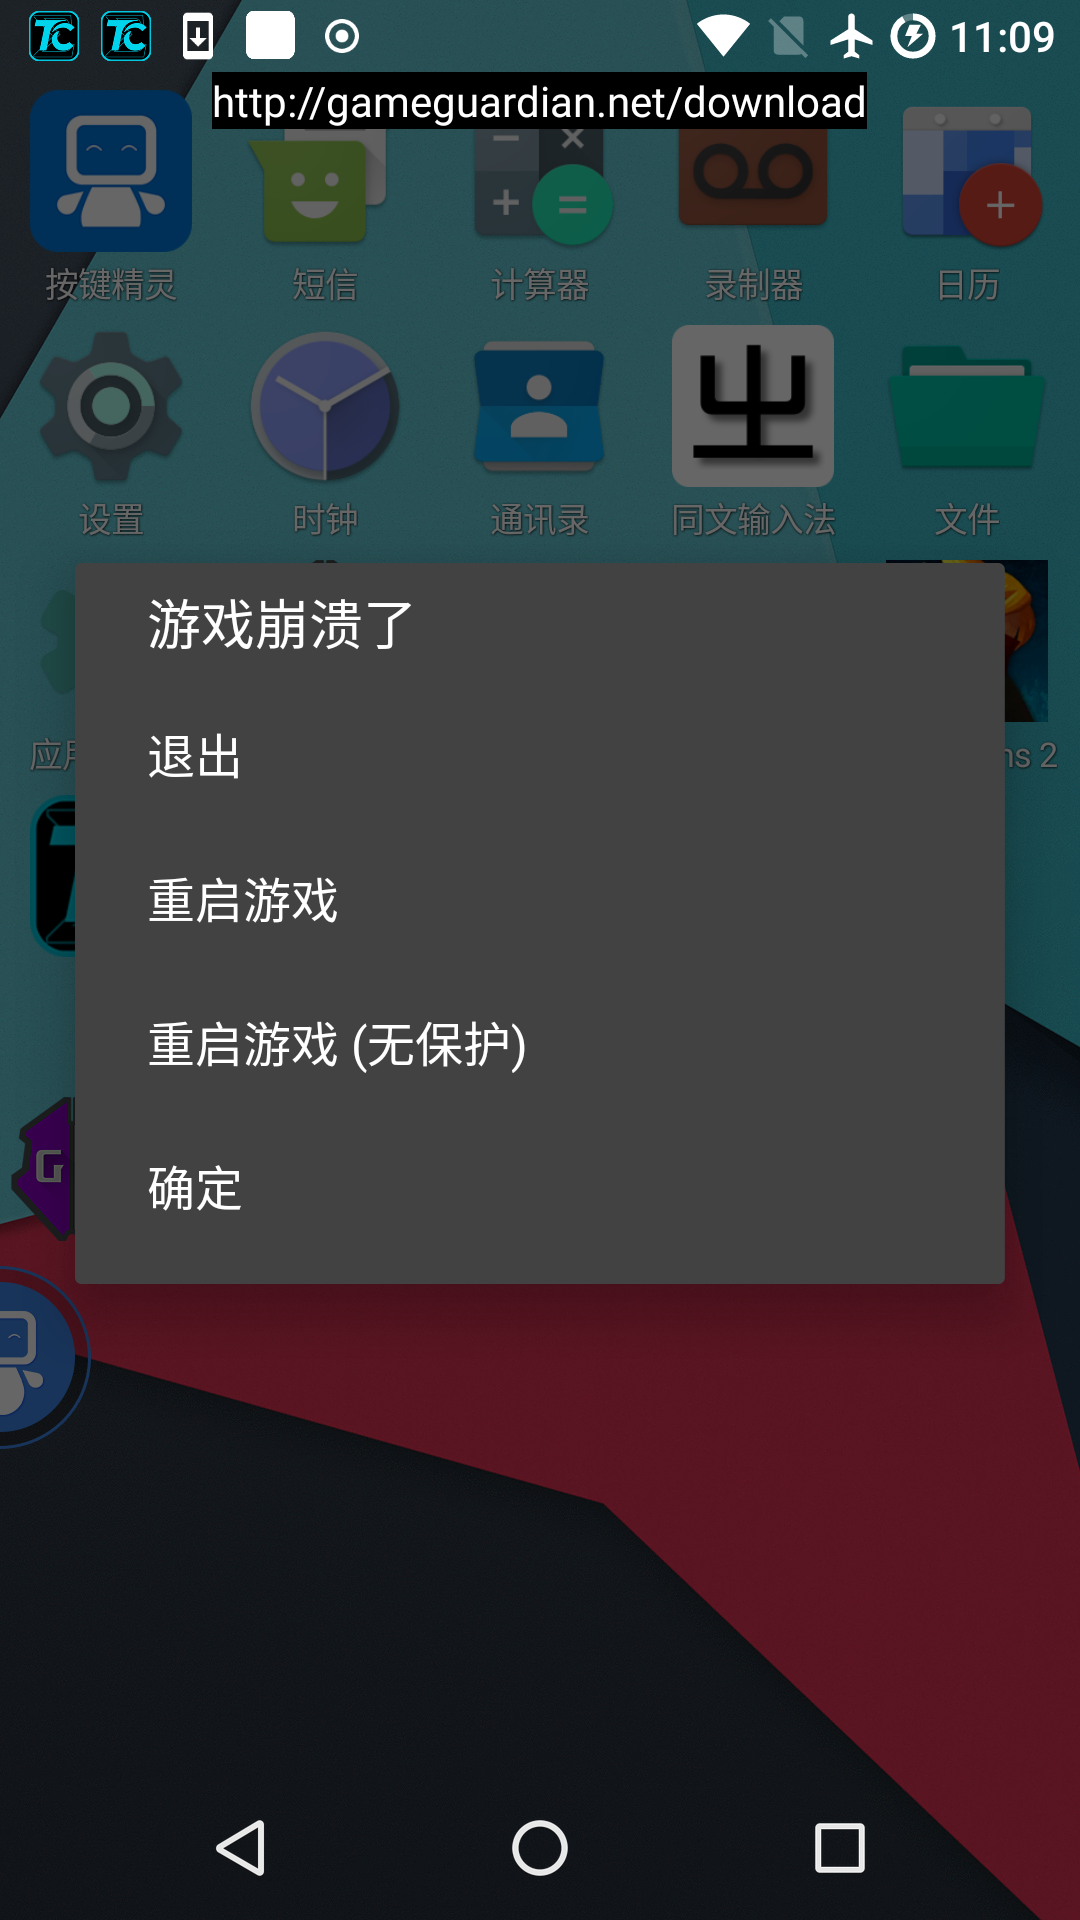 TC TC 11:09
http://gameguardian.net/download
按键精灵 短信 计算器 录制器 日历
设置 时钟 通讯录 同文输入法 文件
游戏崩溃了
退出
应 ns 2
重启游戏
重启游戏 (无保护)
G
确定